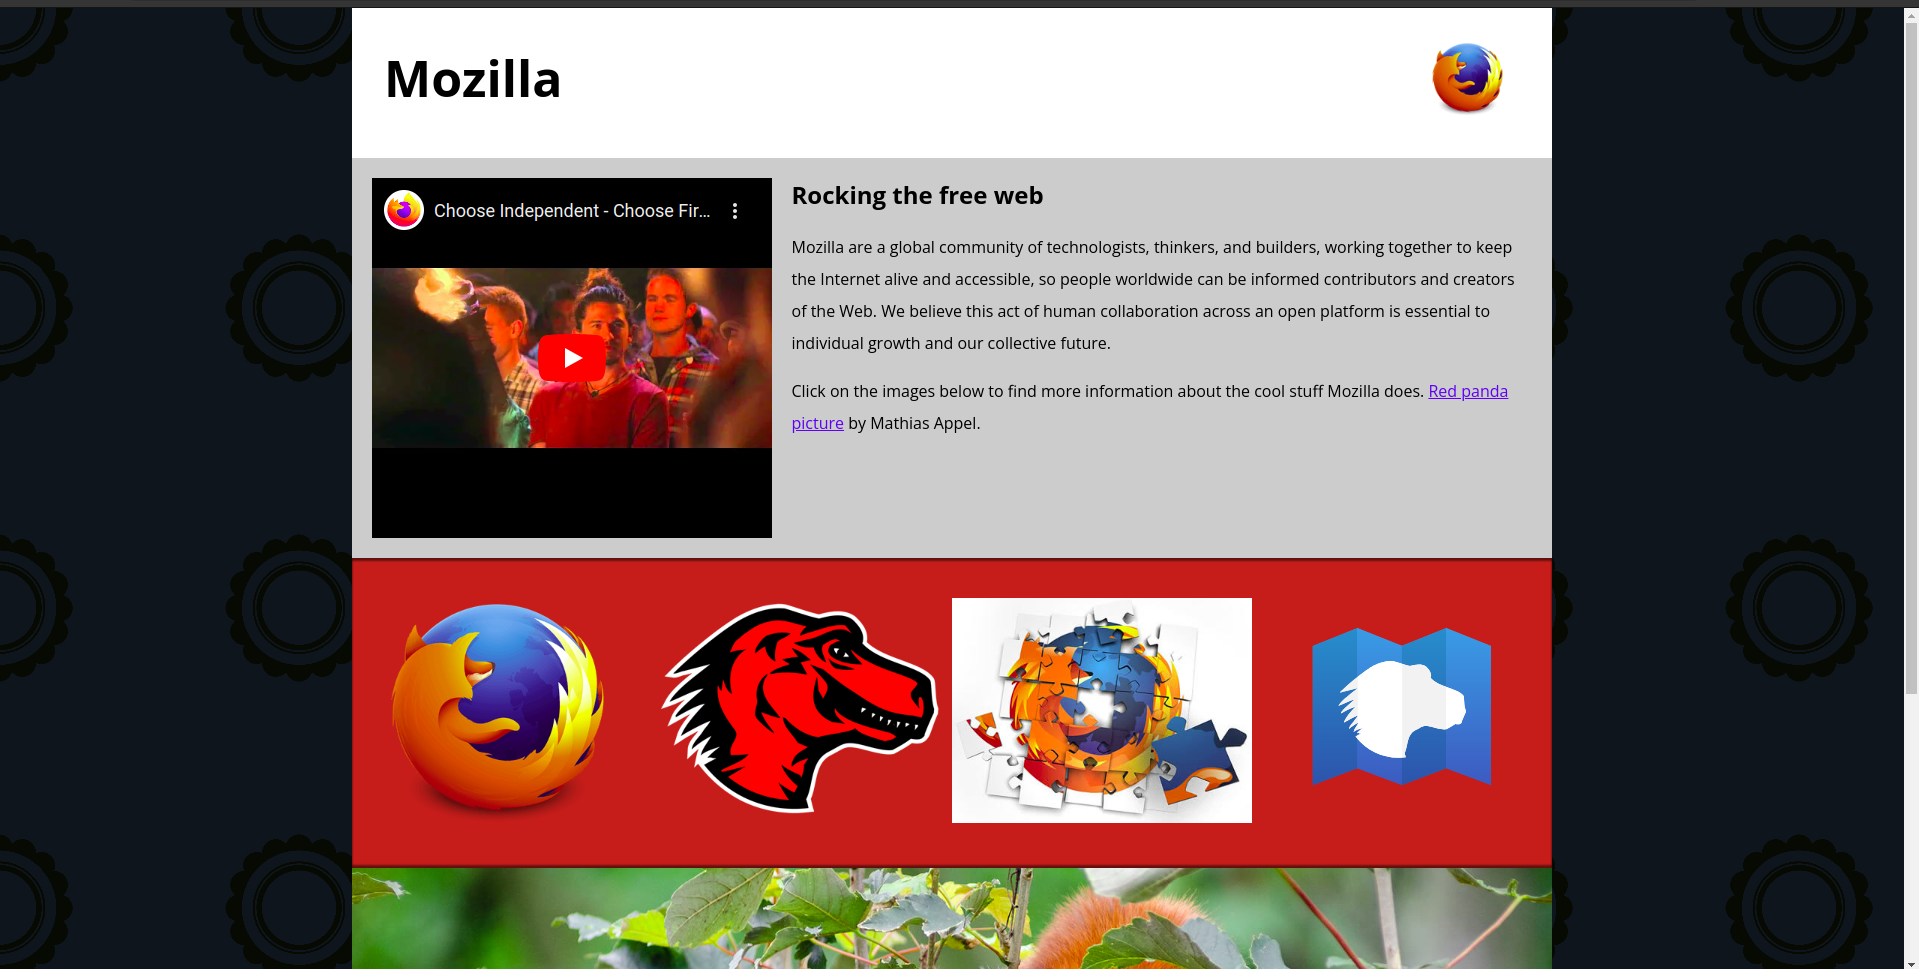 Mozilla
Choose Independent - Choose Fir...
Rocking the free web
Mozilla are a global community of technologists, thinkers, and builders, working together to keep
the Internet alive and accessible, so people worldwide can be informed contributors and creators
of the Web. We believe this act of human collaboration across an open platform is essential to
individual growth and our collective future.
Click on the images below to find more information about the cool stuff Mozilla does. Red panda
picture by Mathias Appel.